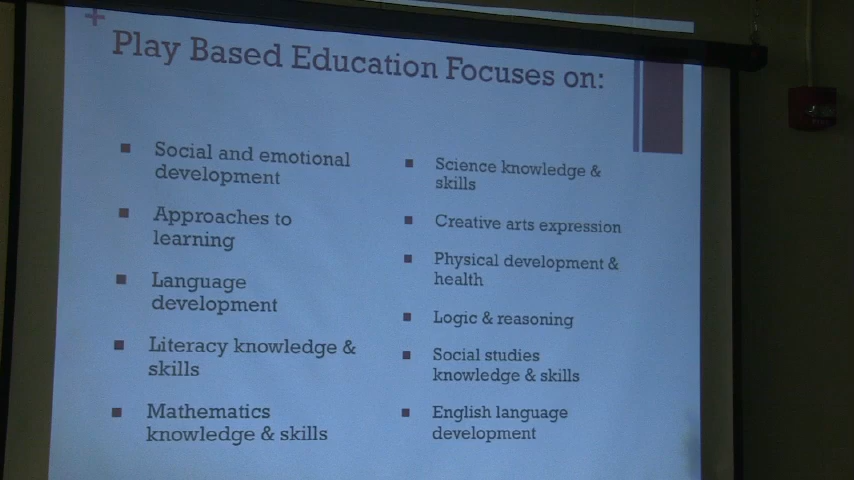 +
Play Based Education Focuses on:
Social and emotional
development
Approaches to
learning
Language
development
Literacy knowledge &
skills
Mathematics
knowledge & skills
Science knowledge &
skills
Creative arts expression
Physical development &
health
Logic & reasoning
Social studies
knowledge & skills
English language
development